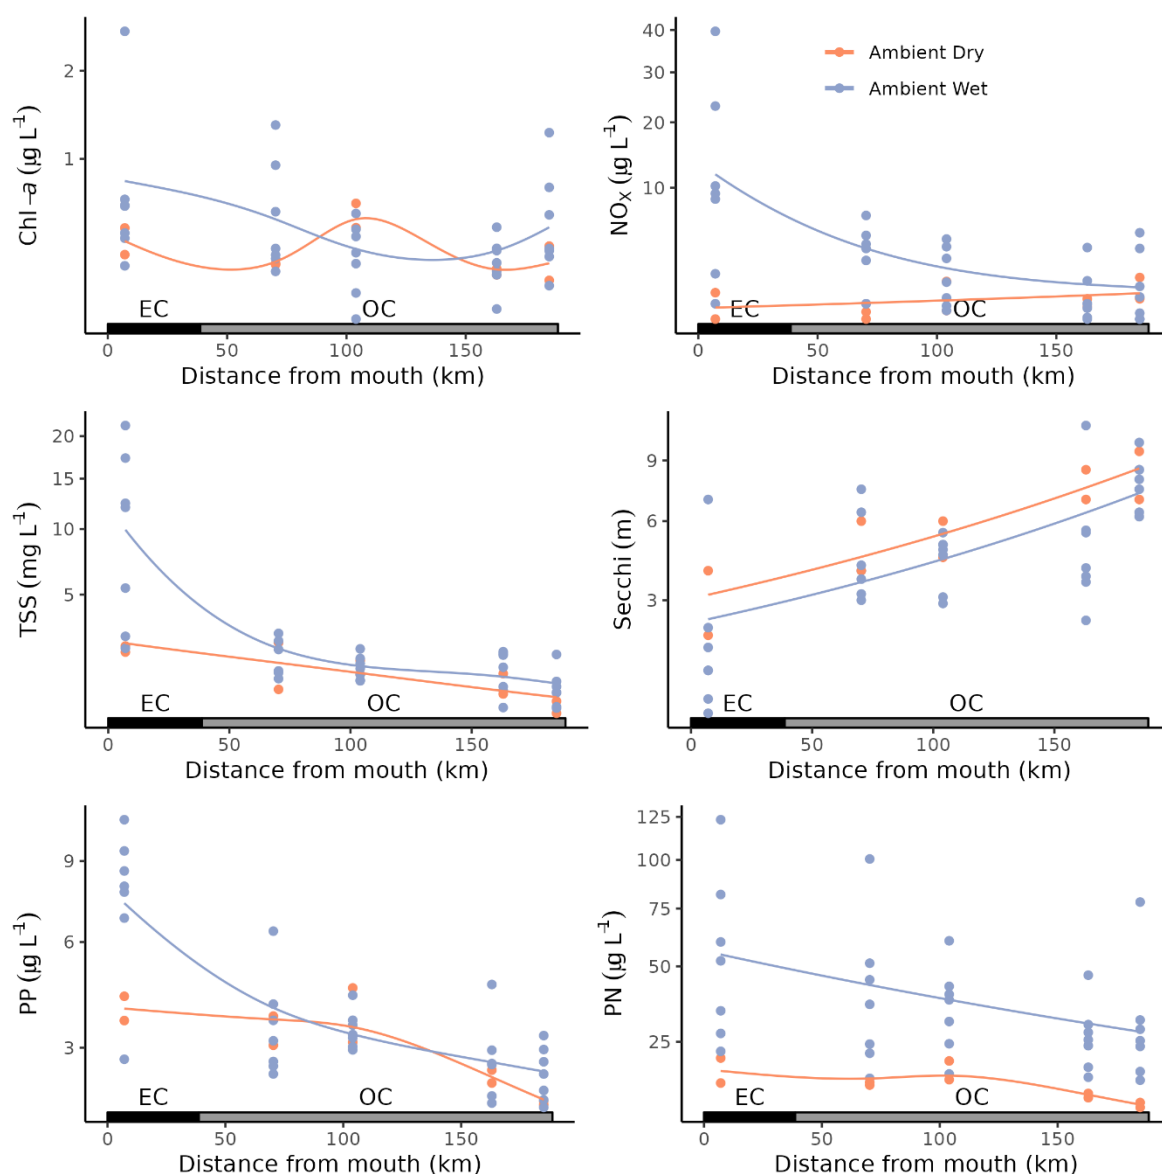 Chl−a (µg L⁻¹)
2
1
EC
OC
0 50 100 150
Distance from mouth (km)
NOₓ (µg L⁻¹)
40
30
20
10
Ambient Dry
Ambient Wet
EC
OC
0 50 100 150
Distance from mouth (km)
TSS (mg L⁻¹)
20
15
10
5
EC
OC
0 50 100 150
Distance from mouth (km)
Secchi (m)
9
6
3
EC
OC
0 50 100 150
Distance from mouth (km)
PP (µg L⁻¹)
9
6
3
EC
OC
0 50 100 150
Distance from mouth (km)
PN (µg L⁻¹)
125
100
75
50
25
EC
OC
0 50 100 150
Distance from mouth (km)